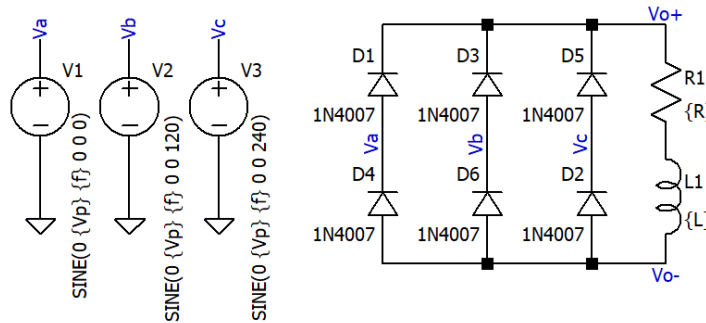 Va
Vb
Vc
V1
V2
V3
SINE(0 {Vp} {f} 0 0 0)
SINE(0 {Vp} {f} 0 0 120)
SINE(0 {Vp} {f} 0 0 240)
Vo+
D1
D3
D5
R1
1N4007
1N4007
1N4007
{R}
Va
Vb
Vc
D4
D6
D2
L1
1N4007
1N4007
1N4007
{L}
Vo-